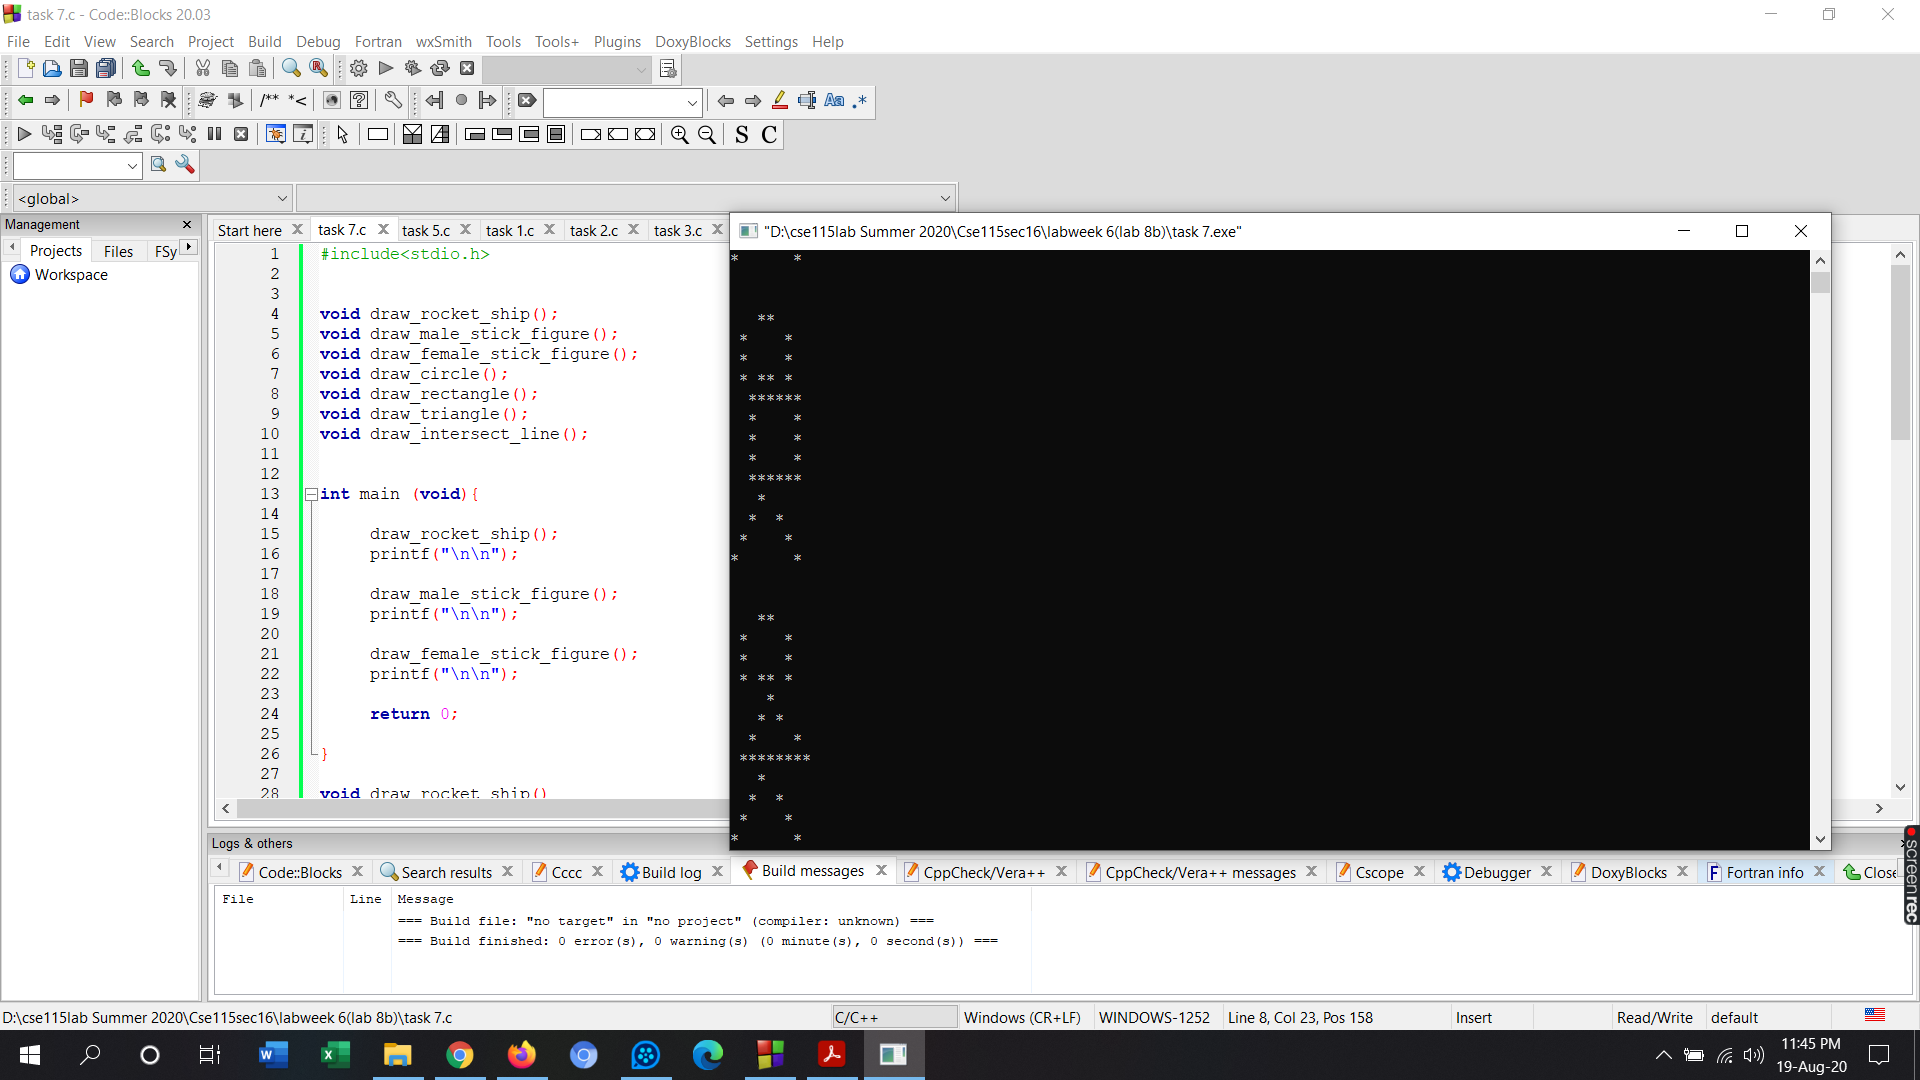 task 7.c - Code::Blocks 20.03
File Edit View Search Project Build Debug Fortran wxSmith Tools Tools+ Plugins DoxyBlocks Settings Help
/** *<
Aa .*
S C
<global>
Management
Projects Files FSy
Workspace
Start here task 7.c task 5.c task 1.c task 2.c task 3.c
1 #include<stdio.h>
2
3
4 void draw_rocket_ship();
5 void draw_male_stick_figure();
6 void draw_female_stick_figure();
7 void draw_circle();
8 void draw_rectangle();
9 void draw_triangle();
10 void draw_intersect_line();
11
12
13 int main (void){
14
15 draw_rocket_ship();
16 printf("\n\n");
17
18 draw_male_stick_figure();
19 printf("\n\n");
20
21 draw_female_stick_figure();
22 printf("\n\n");
23
24 return 0;
25
26 }
27
28 void draw_rocket_ship()
"D:\cse115lab Summer 2020\Cse115sec16\labweek 6(lab 8b)\task 7.exe"
*      *
   **
 *    *
 *    *
 * ** *
  ******
  *    *
  *    *
  *    *
  ******
   *
  *  *
 *    *
*      *
   **
 *    *
 *    *
 * ** *
    *
   * *
  *    *
 ********
   *
  *  *
 *    *
*      *
Logs & others
Code::Blocks Search results Cccc Build log Build messages CppCheck/Vera++ CppCheck/Vera++ messages Cscope Debugger DoxyBlocks Fortran info Close
File Line Message
=== Build file: "no target" in "no project" (compiler: unknown) ===
=== Build finished: 0 error(s), 0 warning(s) (0 minute(s), 0 second(s)) ===
screenrec
D:\cse115lab Summer 2020\Cse115sec16\labweek 6(lab 8b)\task 7.c C/C++ Windows (CR+LF) WINDOWS-1252 Line 8, Col 23, Pos 158 Insert Read/Write default
11:45 PM
19-Aug-20